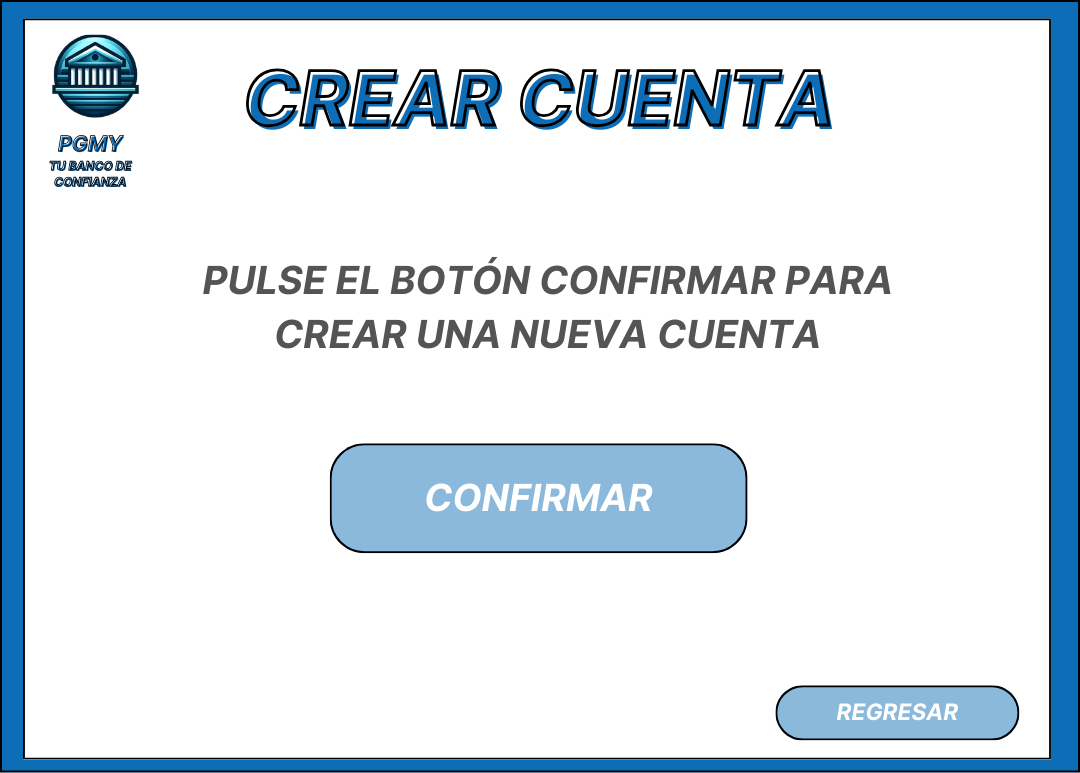 CREAR CUENTA
PGMY
TU BANCO DE
CONFIANZA
PULSE EL BOTÓN CONFIRMAR PARA
CREAR UNA NUEVA CUENTA
CONFIRMAR
REGRESAR